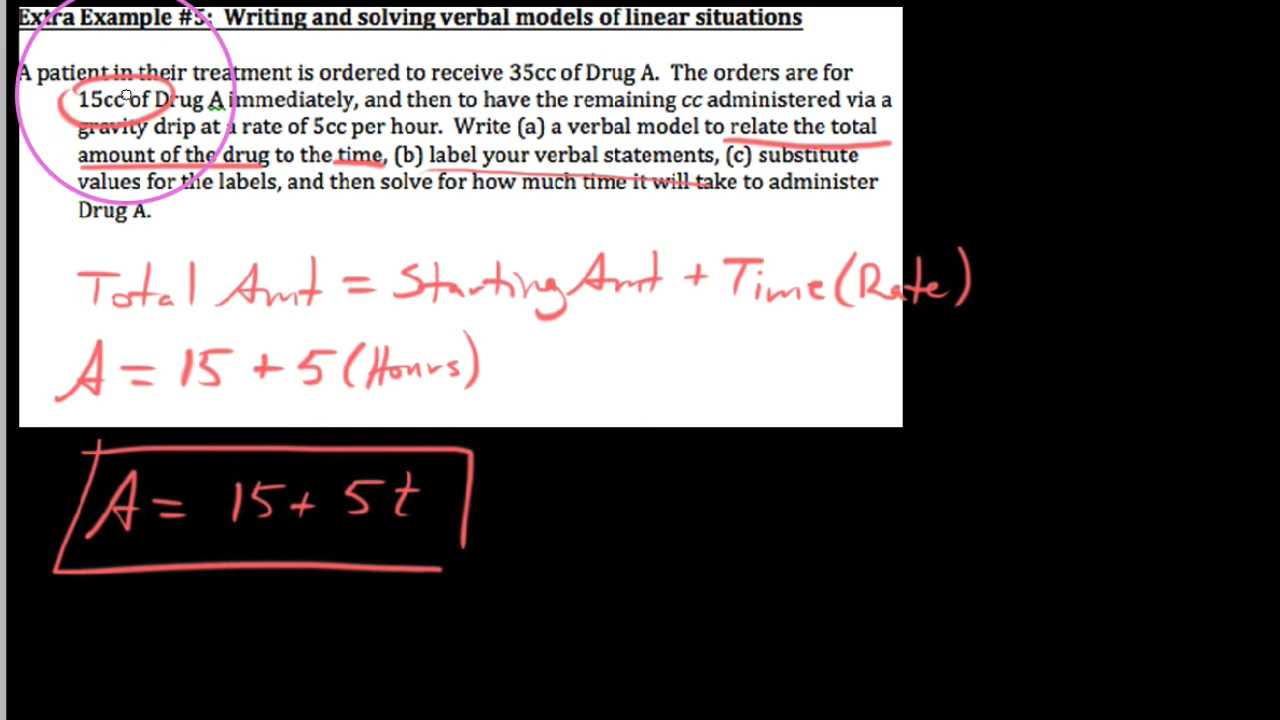 Extra Example #5: Writing and solving verbal models of linear situations
A patient in their treatment is ordered to receive 35cc of Drug A. The orders are for
15cc of Drug A immediately, and then to have the remaining cc administered via a
gravity drip at a rate of 5cc per hour. Write (a) a verbal model to relate the total
amount of the drug to the time, (b) label your verbal statements, (c) substitute
values for the labels, and then solve for how much time it will take to administer
Drug A.
Total Amt = Starting Amt + Time (Rate)
A = 15 + 5 (Hours)
A = 15 + 5t